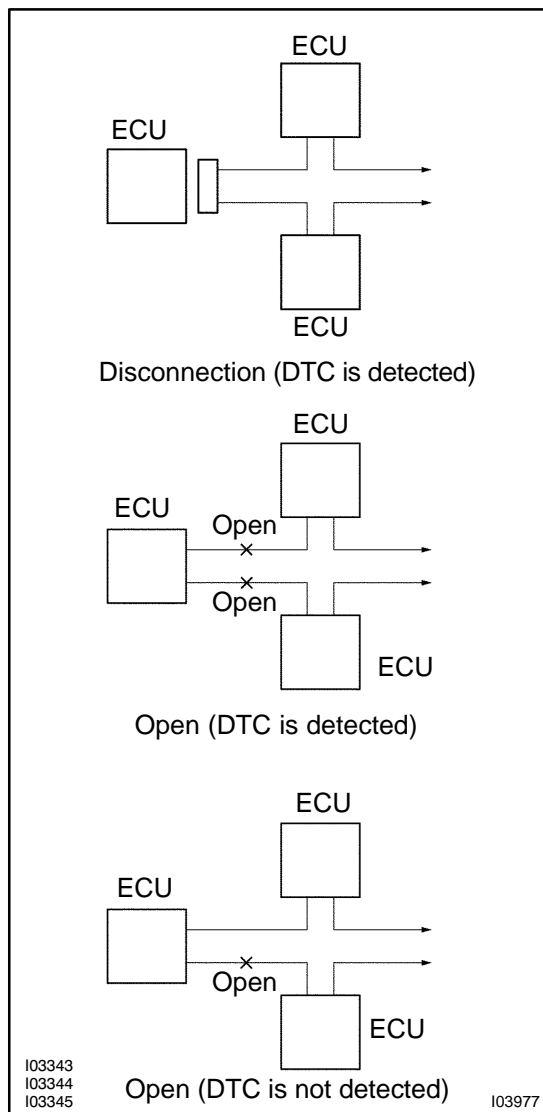 ECU
ECU
ECU
Disconnection (DTC is detected)
ECU
ECU
Open
Open
ECU
Open (DTC is detected)
ECU
ECU
Open
ECU
I03343
I03344
I03345
Open (DTC is not detected)
I03977